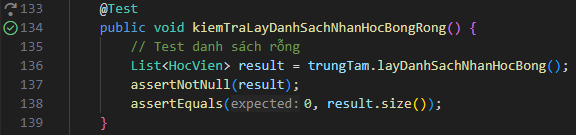 133 @Test
134 public void kiemTraLayDanhSachNhanHocBongRong() {
135 // Test danh sách rỗng
136 List<HocVien> result = trungTam.layDanhSachNhanHocBong();
137 assertNotNull(result);
138 assertEquals(expected:0, result.size());
139 }